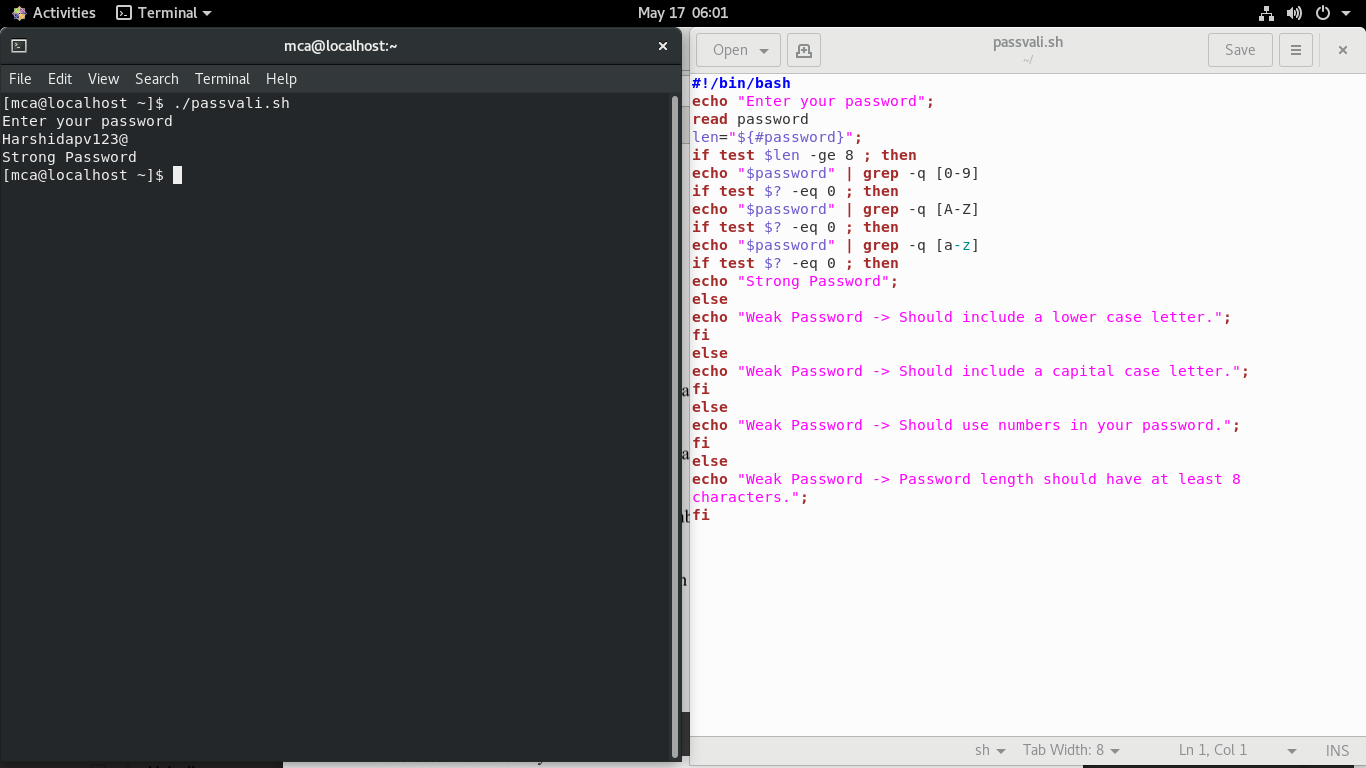 Activities Terminal May 17 06:01
mca@localhost:~
File Edit View Search Terminal Help
[mca@localhost ~]$ ./passvali.sh
Enter your password
Harshidapv123@
Strong Password
[mca@localhost ~]$
Open passvali.sh Save
~/
#!/bin/bash
echo "Enter your password";
read password
len="${#password}";
if test $len -ge 8 ; then
echo "$password" | grep -q [0-9]
if test $? -eq 0 ; then
echo "$password" | grep -q [A-Z]
if test $? -eq 0 ; then
echo "$password" | grep -q [a-z]
if test $? -eq 0 ; then
echo "Strong Password";
else
echo "Weak Password -> Should include a lower case letter.";
fi
else
echo "Weak Password -> Should include a capital case letter.";
fi
else
echo "Weak Password -> Should use numbers in your password.";
fi
else
echo "Weak Password -> Password length should have at least 8
characters.";
fi
sh Tab Width: 8 Ln 1, Col 1 INS